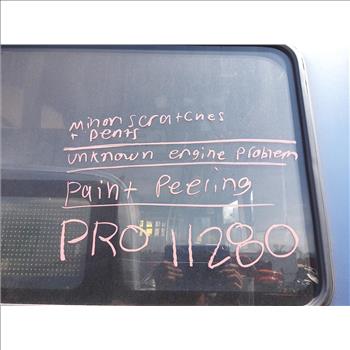 minor scratches
+ Dents
unknown engine problem
Paint Peeling
PRO 11280